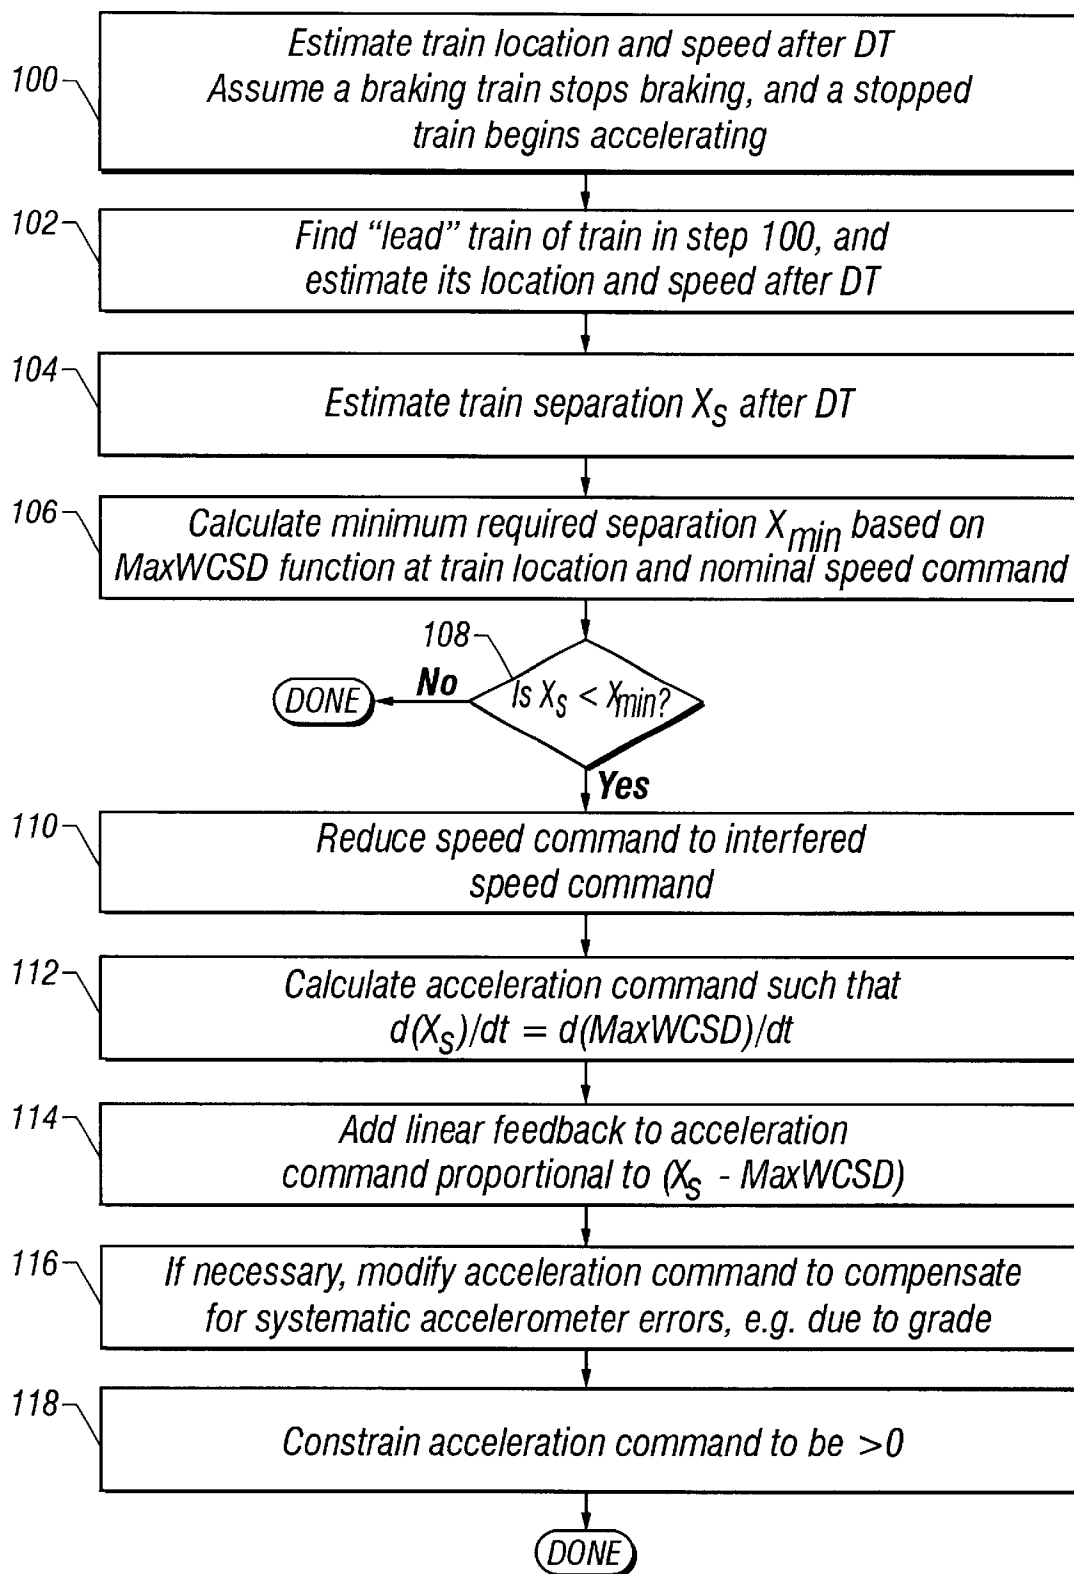 100
Estimate train location and speed after DT
Assume a braking train stops braking, and a stopped
train begins accelerating
102
Find “lead” train of train in step 100, and
estimate its location and speed after DT
104
Estimate train separation Xs after DT
106
Calculate minimum required separation Xmin based on
MaxWCSD function at train location and nominal speed command
108
Is Xs < Xmin?
No
DONE
Yes
110
Reduce speed command to interfered
speed command
112
Calculate acceleration command such that
d(Xs)/dt = d(MaxWCSD)/dt
114
Add linear feedback to acceleration
command proportional to (Xs - MaxWCSD)
116
If necessary, modify acceleration command to compensate
for systematic accelerometer errors, e.g. due to grade
118
Constrain acceleration command to be >0
DONE